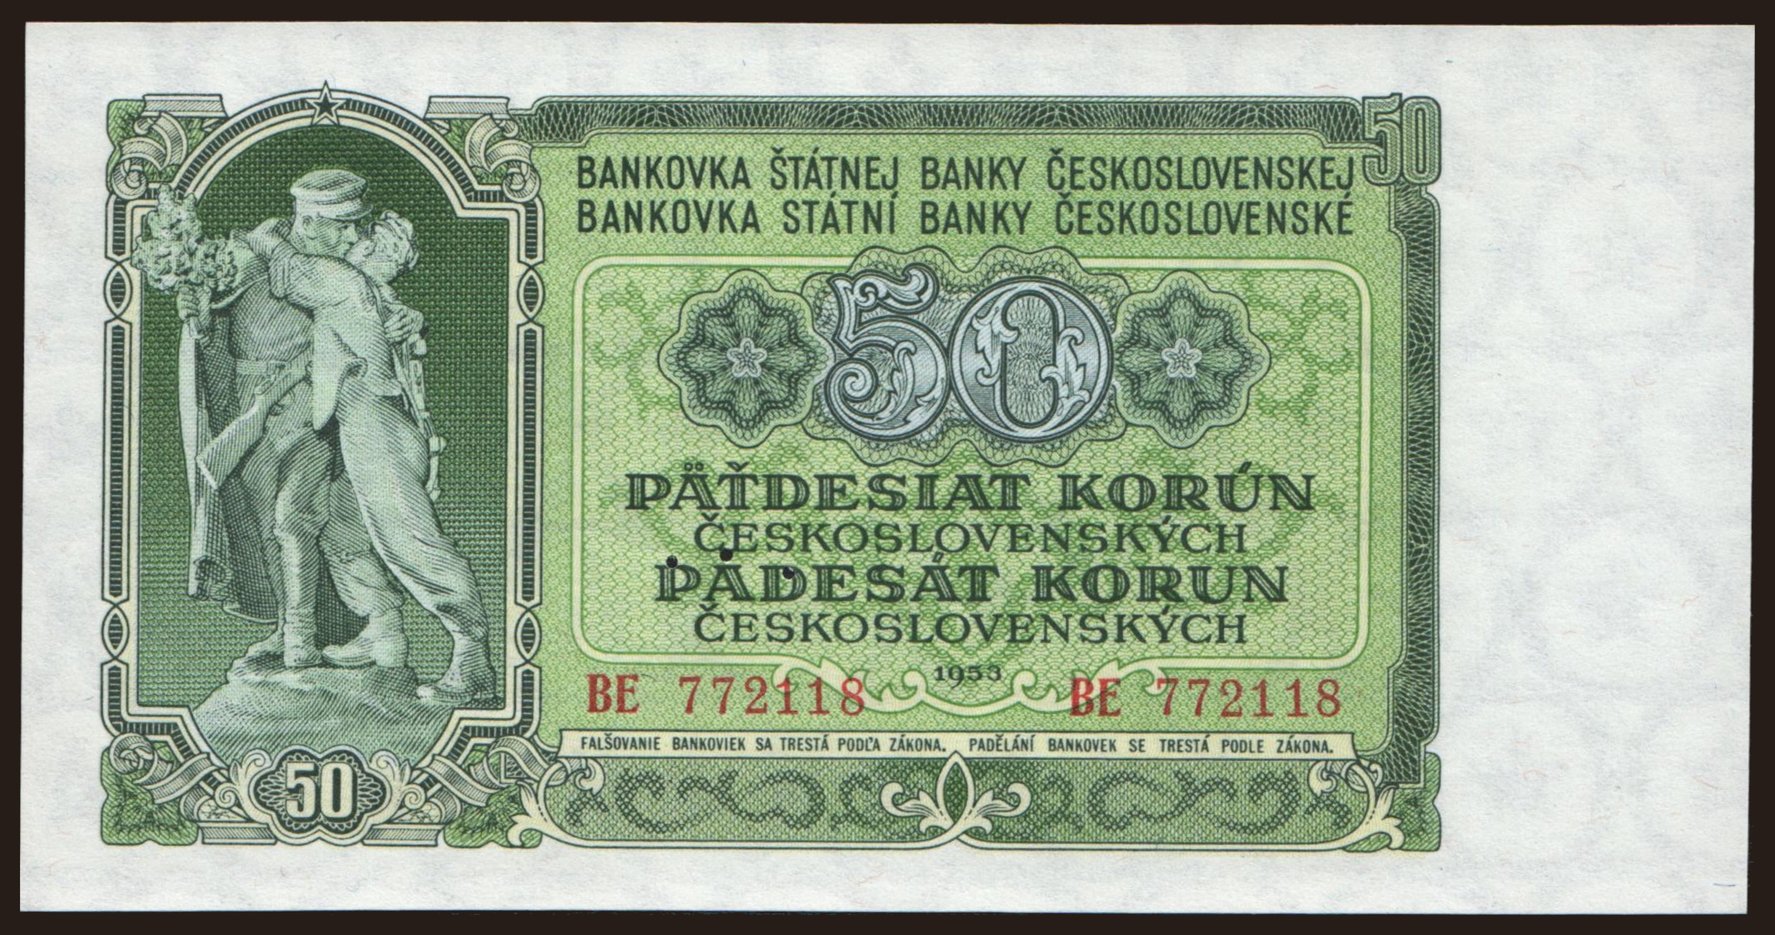 50
BANKOVKA ŠTÁTNEJ BANKY ČESKOSLOVENSKEJ
BANKOVKA STÁTNÍ BANKY ČESKOSLOVENSKÉ
50
PÄŤDESIAT KORÚN
ČESKOSLOVENSKÝCH
PADESÁT KORUN
ČESKOSLOVENSKÝCH
1953
BE 772118 BE 772118
FALŠOVANIE BANKOVIEK SA TRESTÁ PODĽA ZÁKONA. PADĚLÁNÍ BANKOVEK SE TRESTÁ PODLE ZÁKONA.
50